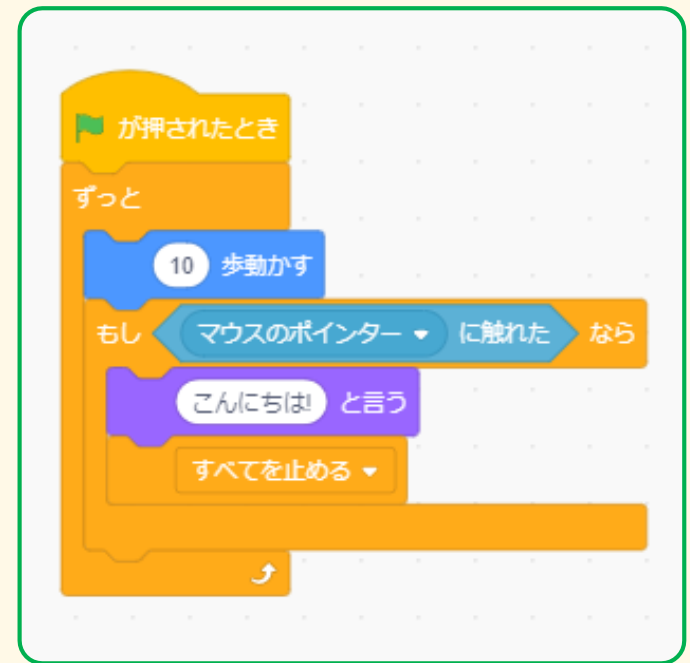 が押されたとき
ずっと
10 歩動かす
もし マウスのポインター に触れた なら
こんにちは! と言う
すべてを止める